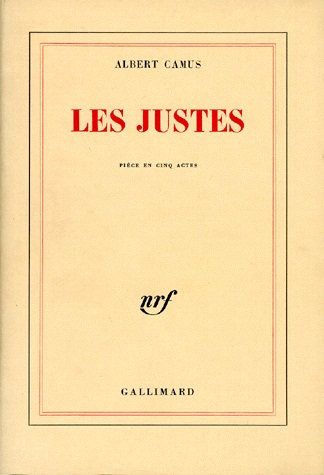 ALBERT CAMUS
LES JUSTES
PIÈCE EN CINQ ACTES
nrf
GALLIMARD